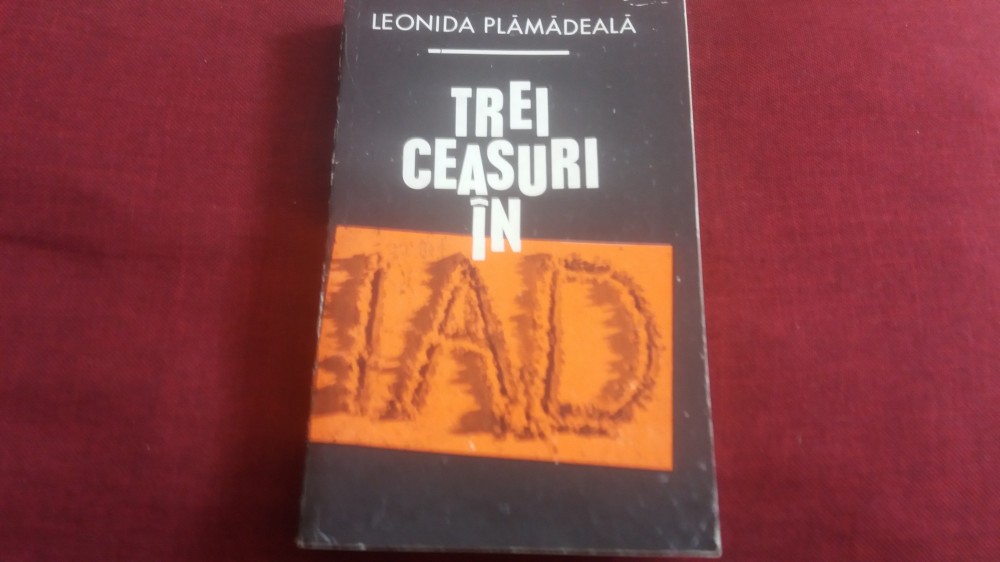 LEONIDA PLĂMĂDEALĂ
TREI
CEASURI
ÎN
IAD